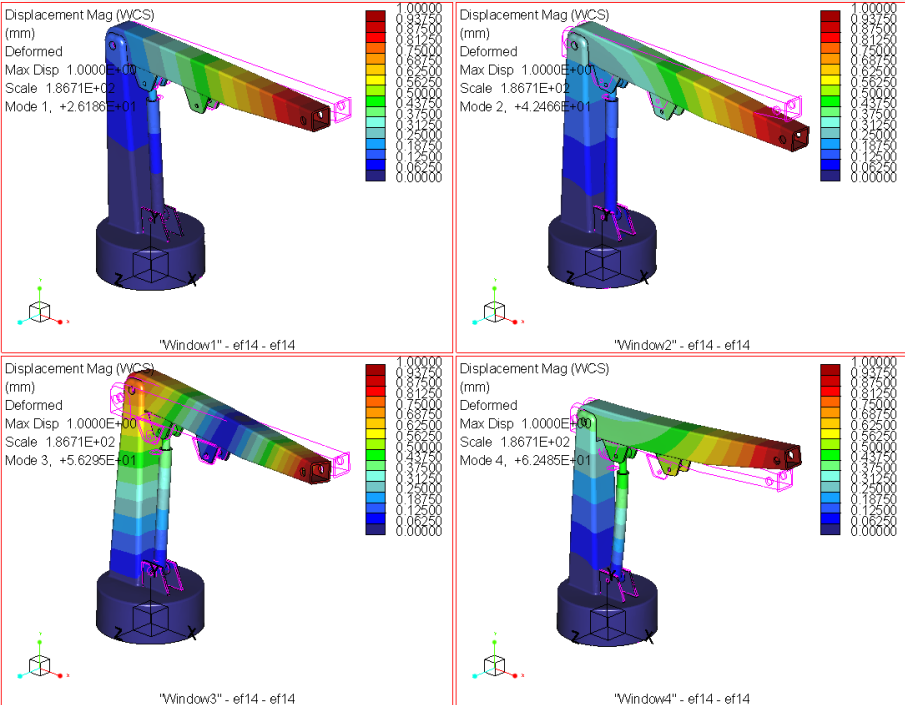 Displacement Mag (WCS)
(mm)
Deformed
Max Disp 1.0000E+00
Scale 1.8671E+02
Mode 1, +2.6186E+01
1.00000
0.93750
0.87500
0.81250
0.75000
0.68750
0.62500
0.56250
0.50000
0.43750
0.37500
0.31250
0.25000
0.18750
0.12500
0.06250
0.00000
Y
Z X
"Window1" - ef14 - ef14
Displacement Mag (WCS)
(mm)
Deformed
Max Disp 1.0000E+00
Scale 1.8671E+02
Mode 2, +4.2466E+01
1.00000
0.93750
0.87500
0.81250
0.75000
0.68750
0.62500
0.56250
0.50000
0.43750
0.37500
0.31250
0.25000
0.18750
0.12500
0.06250
0.00000
Y
Z X
"Window2" - ef14 - ef14
Displacement Mag (WCS)
(mm)
Deformed
Max Disp 1.0000E+00
Scale 1.8671E+02
Mode 3, +5.6295E+01
1.00000
0.93750
0.87500
0.81250
0.75000
0.68750
0.62500
0.56250
0.50000
0.43750
0.37500
0.31250
0.25000
0.18750
0.12500
0.06250
0.00000
Y
Z X
"Window3" - ef14 - ef14
Displacement Mag (WCS)
(mm)
Deformed
Max Disp 1.0000E+00
Scale 1.8671E+02
Mode 4, +6.2485E+01
1.00000
0.93750
0.87500
0.81250
0.75000
0.68750
0.62500
0.56250
0.50000
0.43750
0.37500
0.31250
0.25000
0.18750
0.12500
0.06250
0.00000
Y
Z X
"Window4" - ef14 - ef14